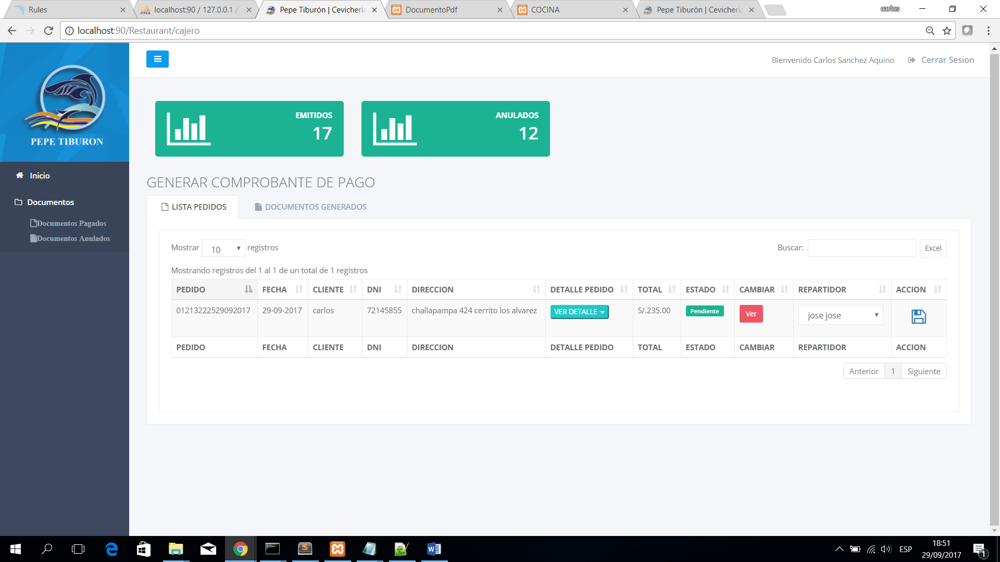 Rules
localhost:90 / 127.0.0.1 /
Pepe Tiburón | Cevicheria
DocumentoPdf
COCINA
Pepe Tiburón | Cevicheria
carlos
localhost:90/Restaurant/cajero
Bienvenido Carlos Sanchez Aquino
Cerrar Sesion
PEPE TIBURON
Inicio
Documentos
Documentos Pagados
Documentos Anulados
EMITIDOS
17
ANULADOS
12
GENERAR COMPROBANTE DE PAGO
LISTA PEDIDOS
DOCUMENTOS GENERADOS
Mostrar 10 registros
Buscar:
Excel
Mostrando registros del 1 al 1 de un total de 1 registros
PEDIDO FECHA CLIENTE DNI DIRECCION DETALLE PEDIDO TOTAL ESTADO CAMBIAR REPARTIDOR ACCION
01213222529092017 29-09-2017 carlos 72145855 challapampa 424 cerrito los alvarez VER DETALLE S/.235.00 Pendiente Ver jose jose
PEDIDO FECHA CLIENTE DNI DIRECCION DETALLE PEDIDO TOTAL ESTADO CAMBIAR REPARTIDOR ACCION
Anterior 1 Siguiente
ESP
18:51
29/09/2017
1